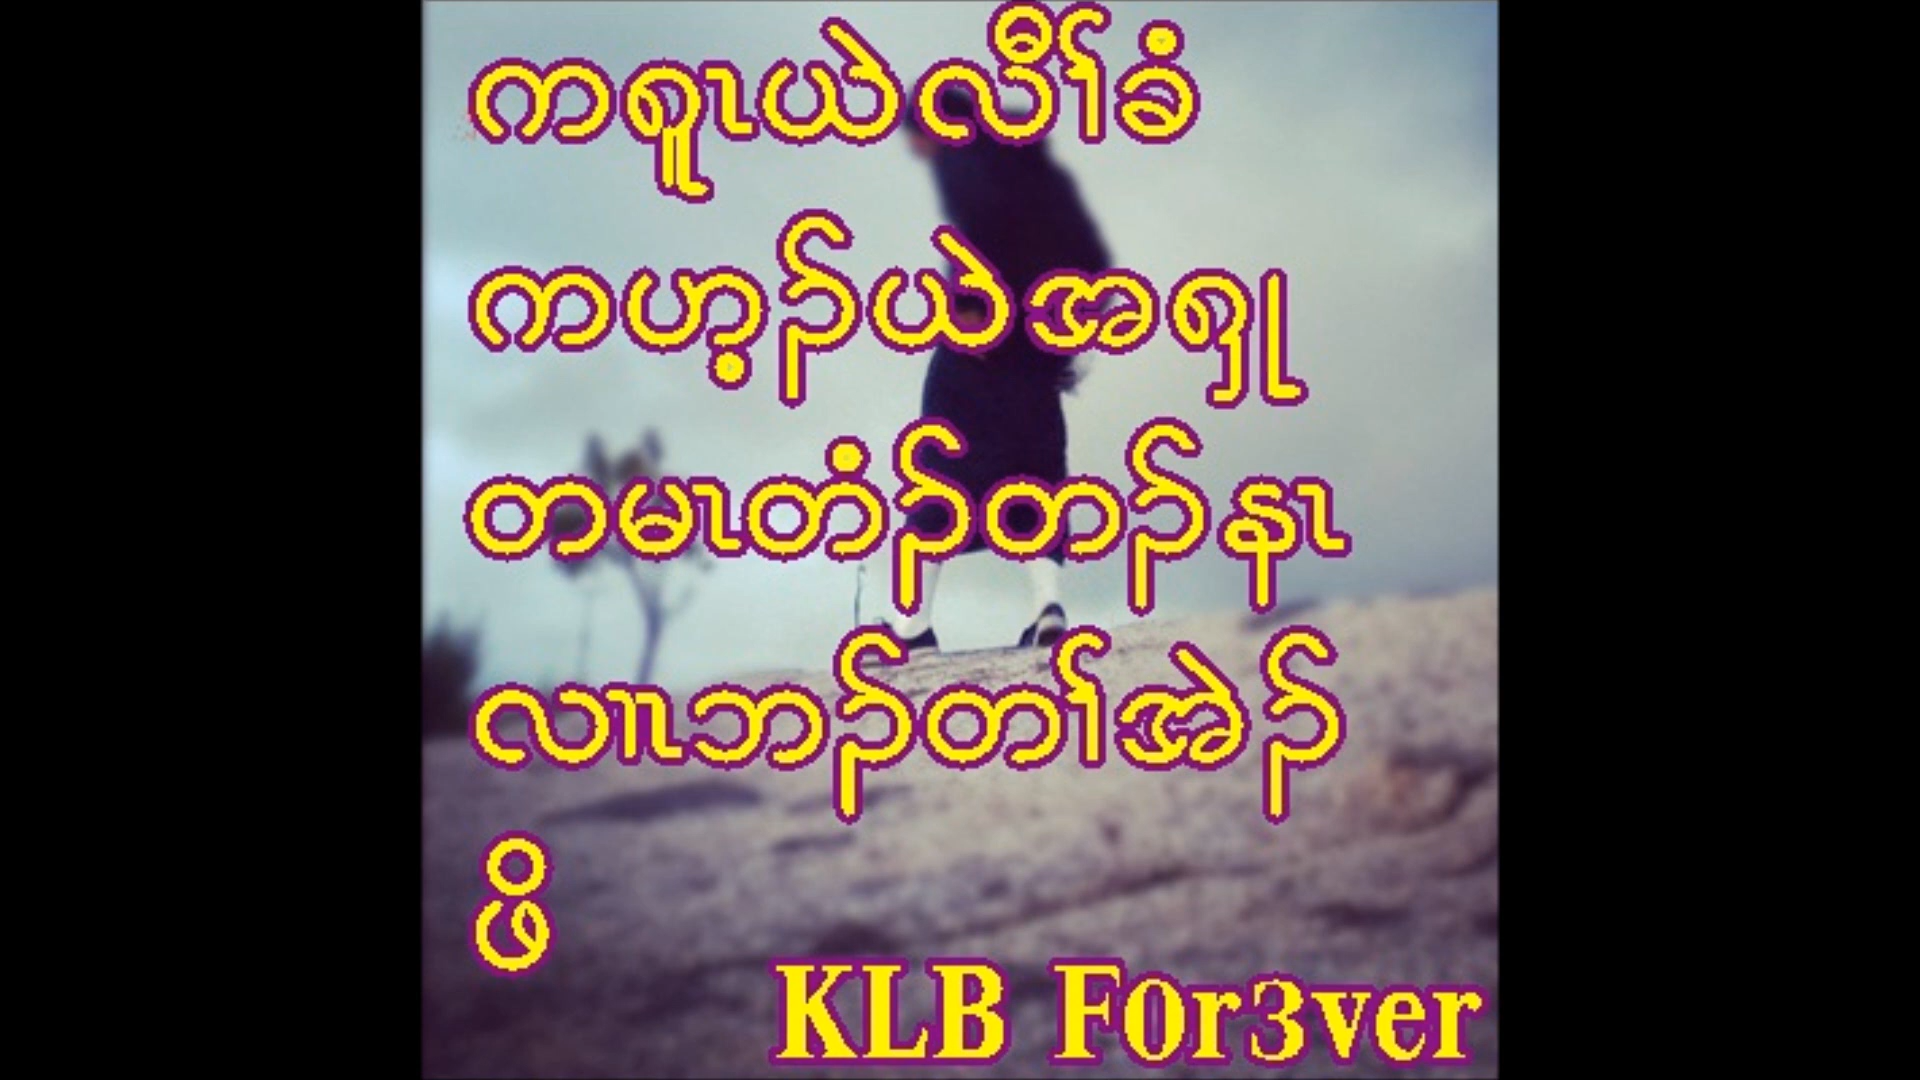 ကရူၤယဲလီၢ်ခံ
ကဟ့ၣ်ယဲအရှုု
တမၤတံၣ်တၣ်နၤ
လၢၤဘၣ်တၢ်အဲၣ်
ဖိ
KLB F0r3ver